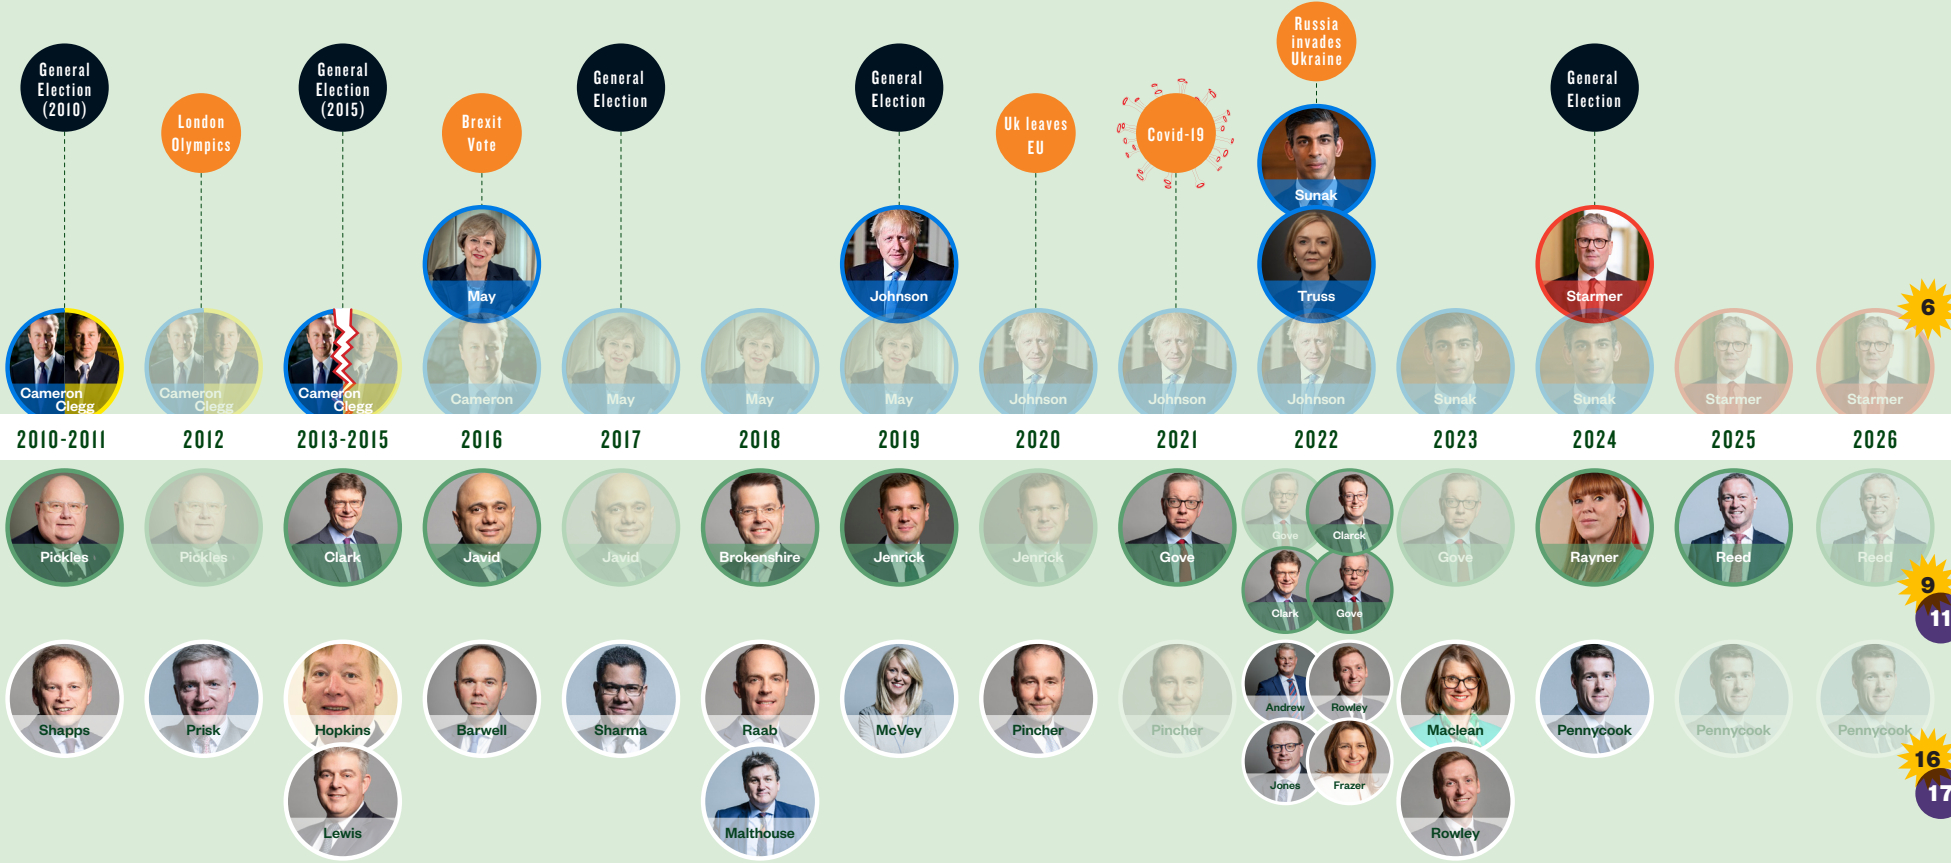 Russia
invades
Ukraine
General
Election
(2010)
General
Election
(2015)
General
Election
General
Election
General
Election
London
Olympics
Brexit
Vote
Uk leaves
EU
Covid-19
Sunak
May
Johnson
Truss
Starmer
6
Cameron
Clegg
Cameron
Clegg
Cameron
Clegg
Cameron
May
May
May
Johnson
Johnson
Johnson
Sunak
Sunak
Starmer
Starmer
2010-2011
2012
2013-2015
2016
2017
2018
2019
2020
2021
2022
2023
2024
2025
2026
Pickles
Pickles
Clark
Javid
Javid
Brokenshire
Jenrick
Jenrick
Gove
Gove
Clarck
Clark
Gove
Gove
Rayner
Reed
Reed
9
11
Shapps
Prisk
Hopkins
Lewis
Barwell
Sharma
Raab
Malthouse
McVey
Pincher
Pincher
Andrew
Rowley
Jones
Frazer
Maclean
Rowley
Pennycook
Pennycook
Pennycook
16
17